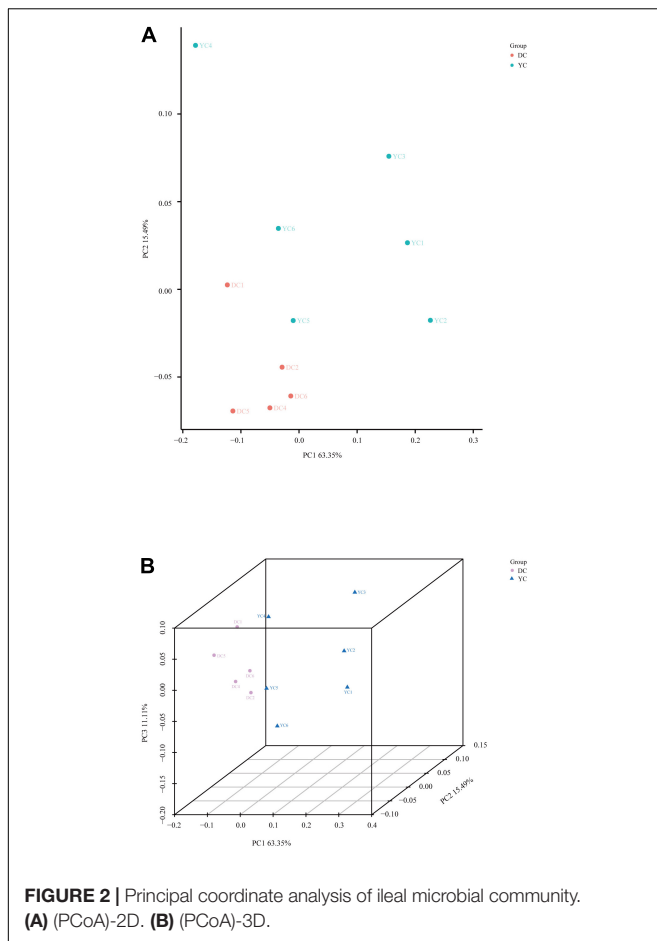 A
Group
DC
YC
YC4
0.10
YC3
0.05
YC6
YC1
PC2 15.49%
DC1
0.00
YC5
YC2
DC2
−0.05
DC6
DC5
DC4
−0.2
−0.1
0.0
0.1
0.2
0.3
PC1 63.35%
B
Group
DC
YC
YC4
0.10
0.05
YC2
0.00
YC5
−0.05
YC6
PC3 11.11%
−0.10
−0.15
−0.20
0.15
0.10
0.05
0.00
−0.05
−0.10
PC2 15.49%
−0.2
−0.1
0.0
0.1
0.2
0.3
0.4
PC1 63.35%
FIGURE 2 | Principal coordinate analysis of ileal microbial community.
(A) (PCoA)-2D. (B) (PCoA)-3D.